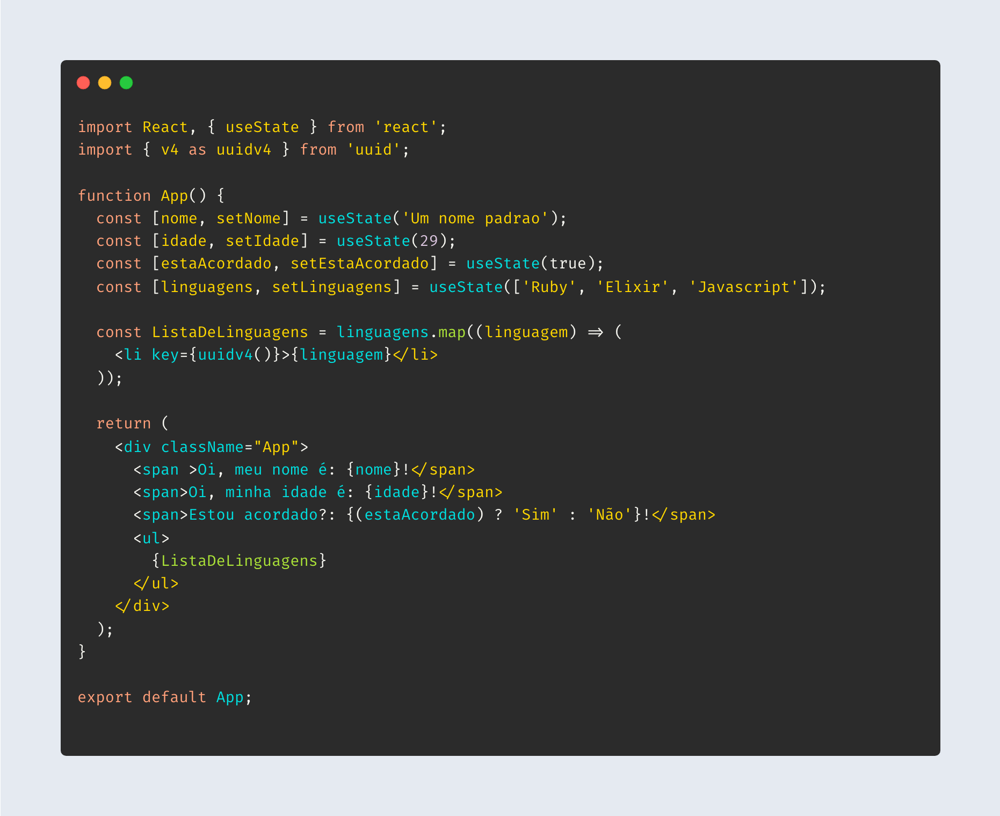 import React, { useState } from 'react';
import { v4 as uuidv4 } from 'uuid';

function App() {
  const [nome, setNome] = useState('Um nome padrao');
  const [idade, setIdade] = useState(29);
  const [estaAcordado, setEstaAcordado] = useState(true);
  const [linguagens, setLinguagens] = useState(['Ruby', 'Elixir', 'Javascript']);

  const ListaDeLinguagens = linguagens.map((linguagem) => (
    <li key={uuidv4()}>{linguagem}</li>
  ));

  return (
    <div className="App">
      <span >Oi, meu nome é: {nome}!</span>
      <span>Oi, minha idade é: {idade}!</span>
      <span>Estou acordado?: {(estaAcordado) ? 'Sim' : 'Não'}!</span>
      <ul>
        {ListaDeLinguagens}
      </ul>
    </div>
  );
}

export default App;